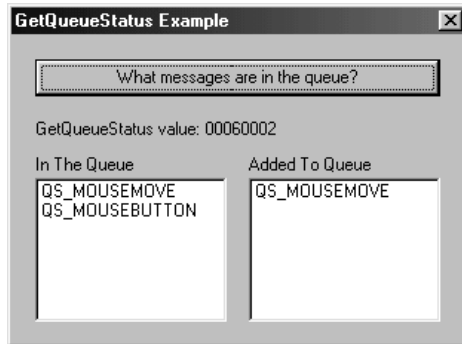 GetQueueStatus Example
What messages are in the queue?
GetQueueStatus value: 00060002
In The Queue
QS_MOUSEMOVE
QS_MOUSEBUTTON
Added To Queue
QS_MOUSEMOVE